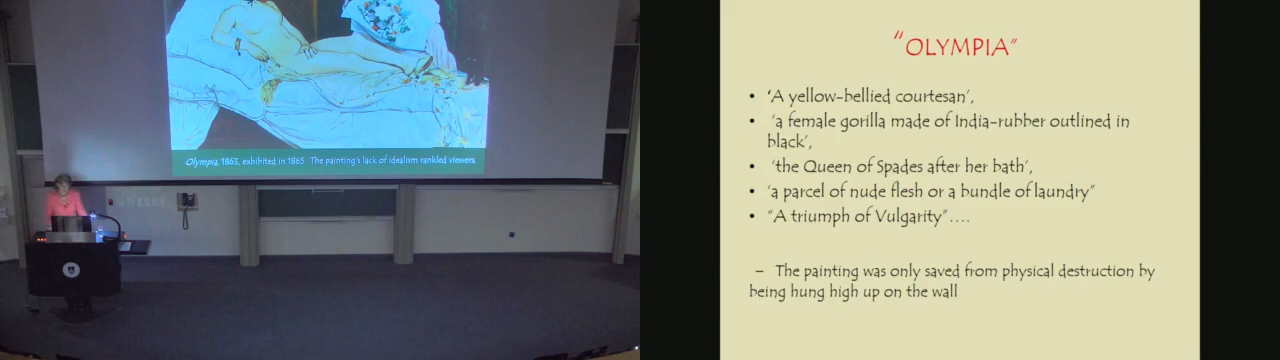 Olympia, 1863, exhibited in 1865 The painting's lack of idealism rankled viewers.
"OLYMPIA"
• 'A yellow-bellied courtesan',
• 'a female gorilla made of India-rubber outlined in
black',
• 'the Queen of Spades after her bath',
• 'a parcel of nude flesh or a bundle of laundry"
• "A triumph of Vulgarity"….
– The painting was only saved from physical destruction by
being hung high up on the wall